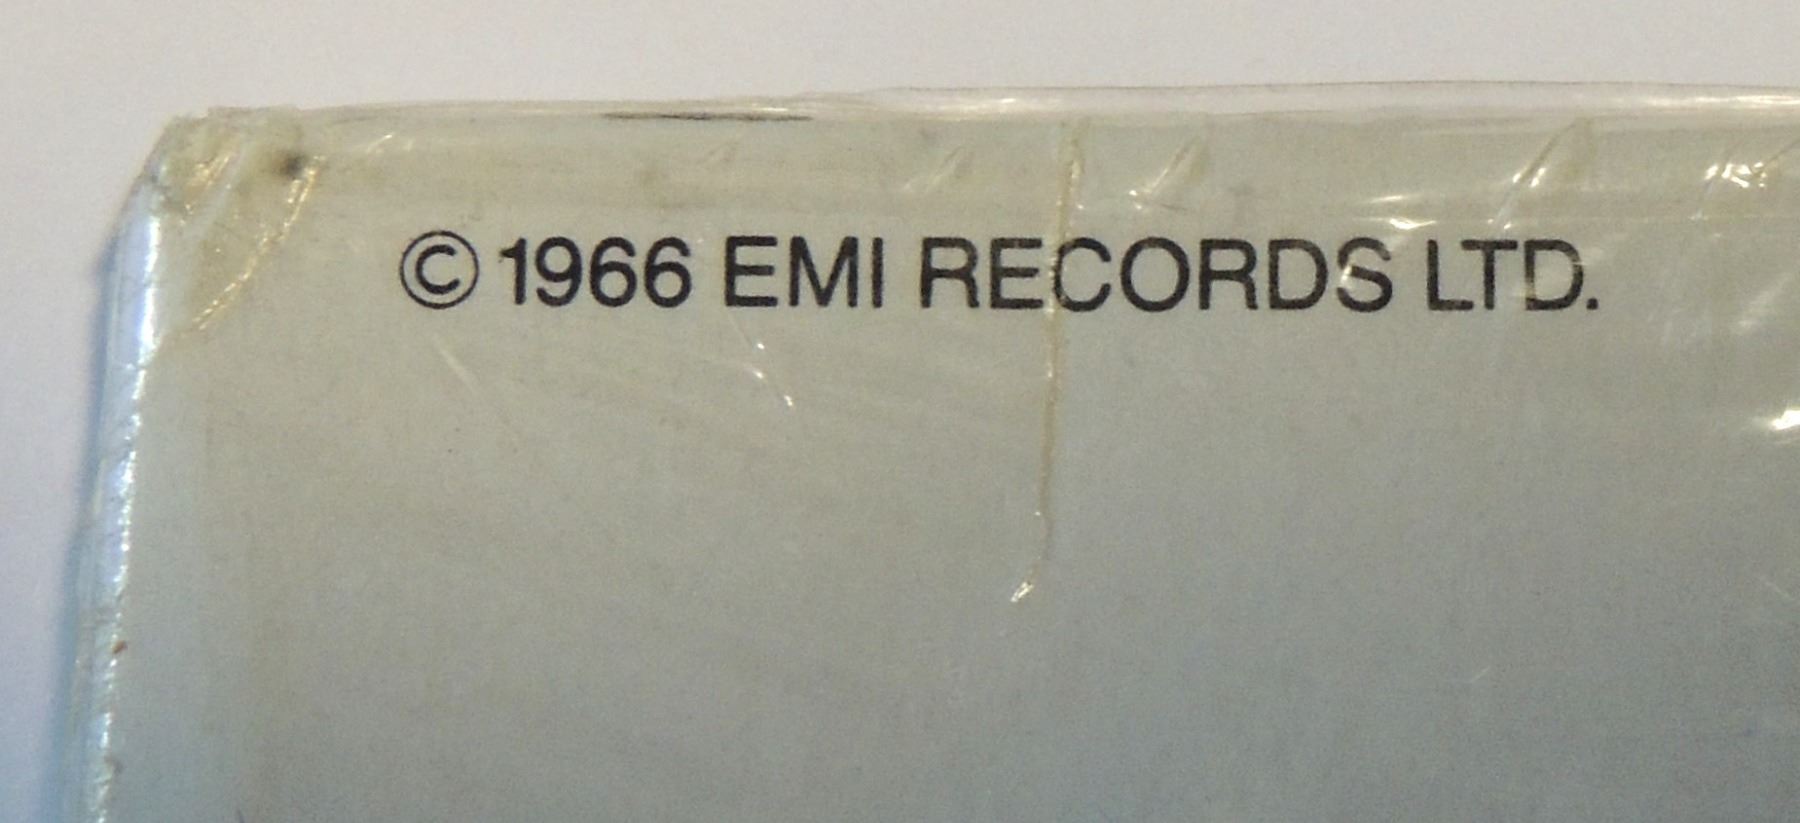 © 1966 EMI RECORDS LTD.